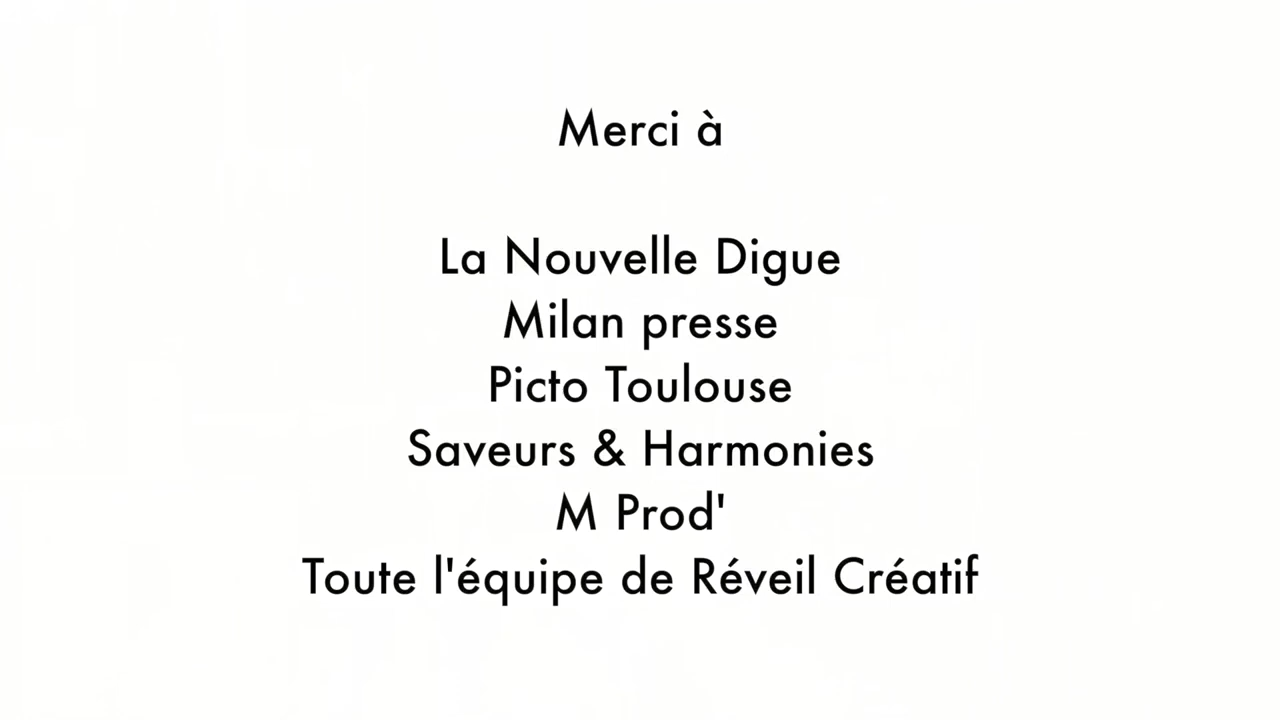 Merci à
La Nouvelle Digue
Milan presse
Picto Toulouse
Saveurs & Harmonies
M Prod'
Toute l'équipe de Réveil Créatif